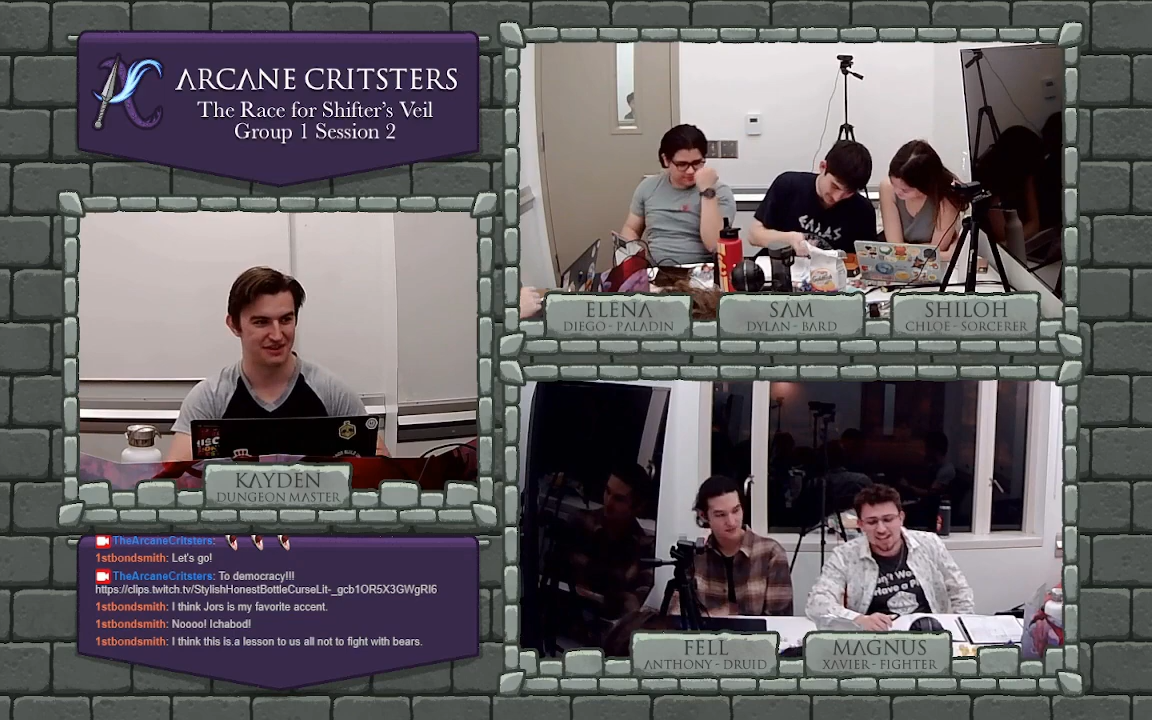 ARCANE CRITSTERS
The Race for Shifter's Veil
Group 1 Session 2
ELENA
DIEGO - PALADIN
SAM
DYLAN - BARD
SHILOH
CHLOE - SORCERER
KAYDEN
DUNGEON MASTER
TheArcaneCritsters:
1stbondsmith: Let's go!
TheArcaneCritsters: To democracy!!!
https://clips.twitch.tv/StylishHonestBottleCurseLit-_gcb1OR5X3GWgRI6
1stbondsmith: I think Jors is my favorite accent.
1stbondsmith: Noooo! Ichabod!
1stbondsmith: I think this is a lesson to us all not to fight with bears.
FELL
ANTHONY - DRUID
MAGNUS
XAVIER - FIGHTER